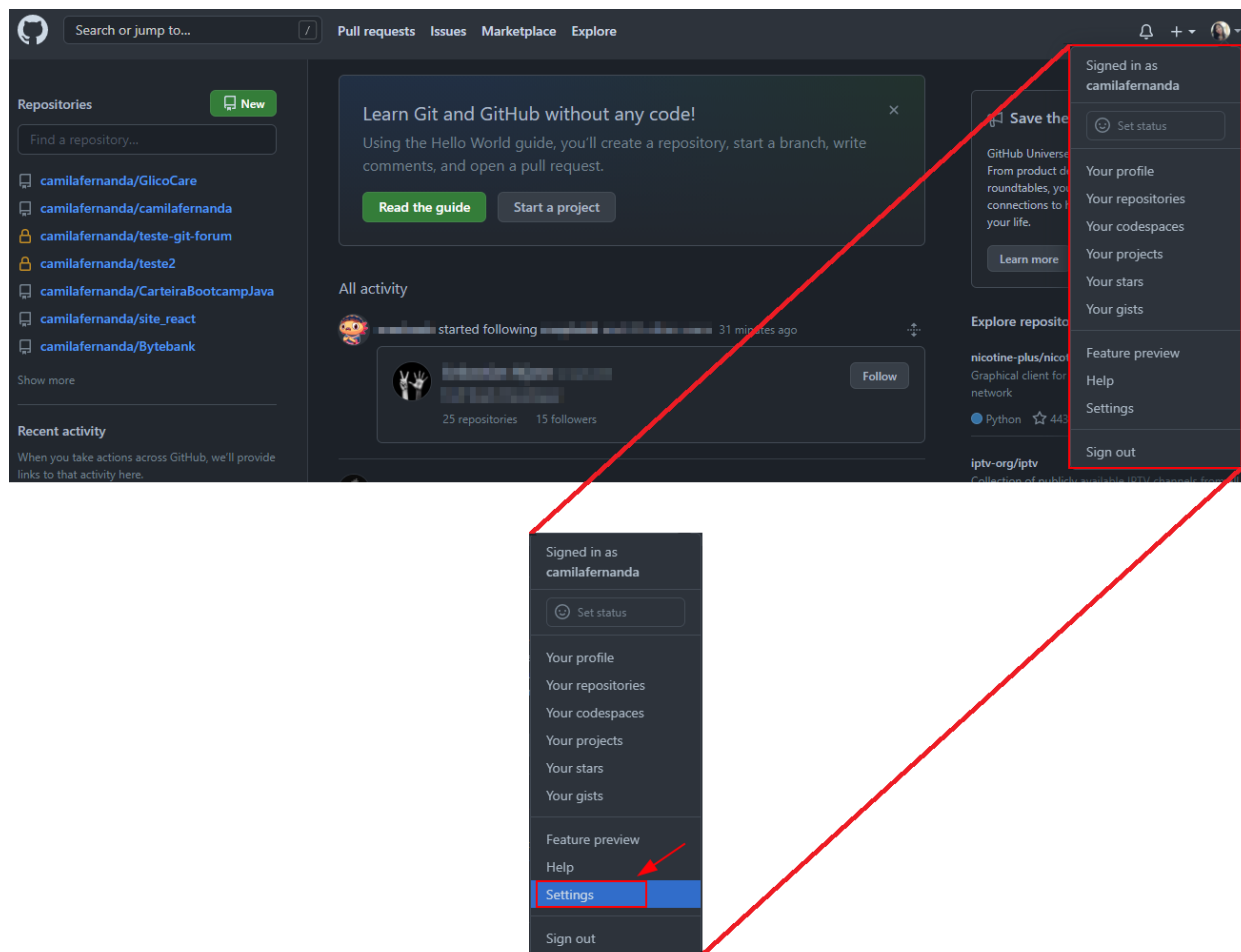 Search or jump to...
/
Pull requests Issues Marketplace Explore
Repositories
New
Find a repository...
camilafernanda/GlicoCare
camilafernanda/camilafernanda
camilafernanda/teste-git-forum
camilafernanda/teste2
camilafernanda/CarteiraBootcampJava
camilafernanda/site_react
camilafernanda/Bytebank
Show more
Recent activity
When you take actions across GitHub, we'll provide
links to that activity here.
Learn Git and GitHub without any code!
Using the Hello World guide, you'll create a repository, start a branch, write
comments, and open a pull request.
Read the guide
Start a project
All activity
started following
31 minutes ago
25 repositories 15 followers
Follow
Save the
GitHub Universe
From product
roundtables, you
connections to
your life.
Learn more
Explore
nicotine-plus/
Graphical client for
network
Python
iptv-org/iptv
Collection of publicly available IPTV channels from
Signed in as
camilafernanda
Set status
Your profile
Your repositories
Your codespaces
Your projects
Your stars
Your gists
Feature preview
Help
Settings
Sign out
Signed in as
camilafernanda
Set status
Your profile
Your repositories
Your codespaces
Your projects
Your stars
Your gists
Feature preview
Help
Settings
Sign out